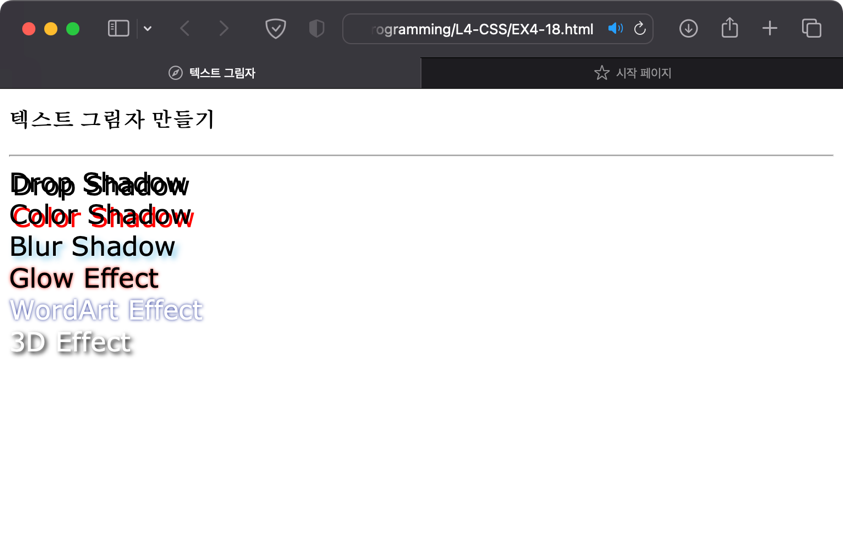 rogramming/L4-CSS/EX4-18.html
텍스트 그림자
시작 페이지
텍스트 그림자 만들기
Drop Shadow
Color Shadow
Blur Shadow
Glow Effect
WordArt Effect
3D Effect